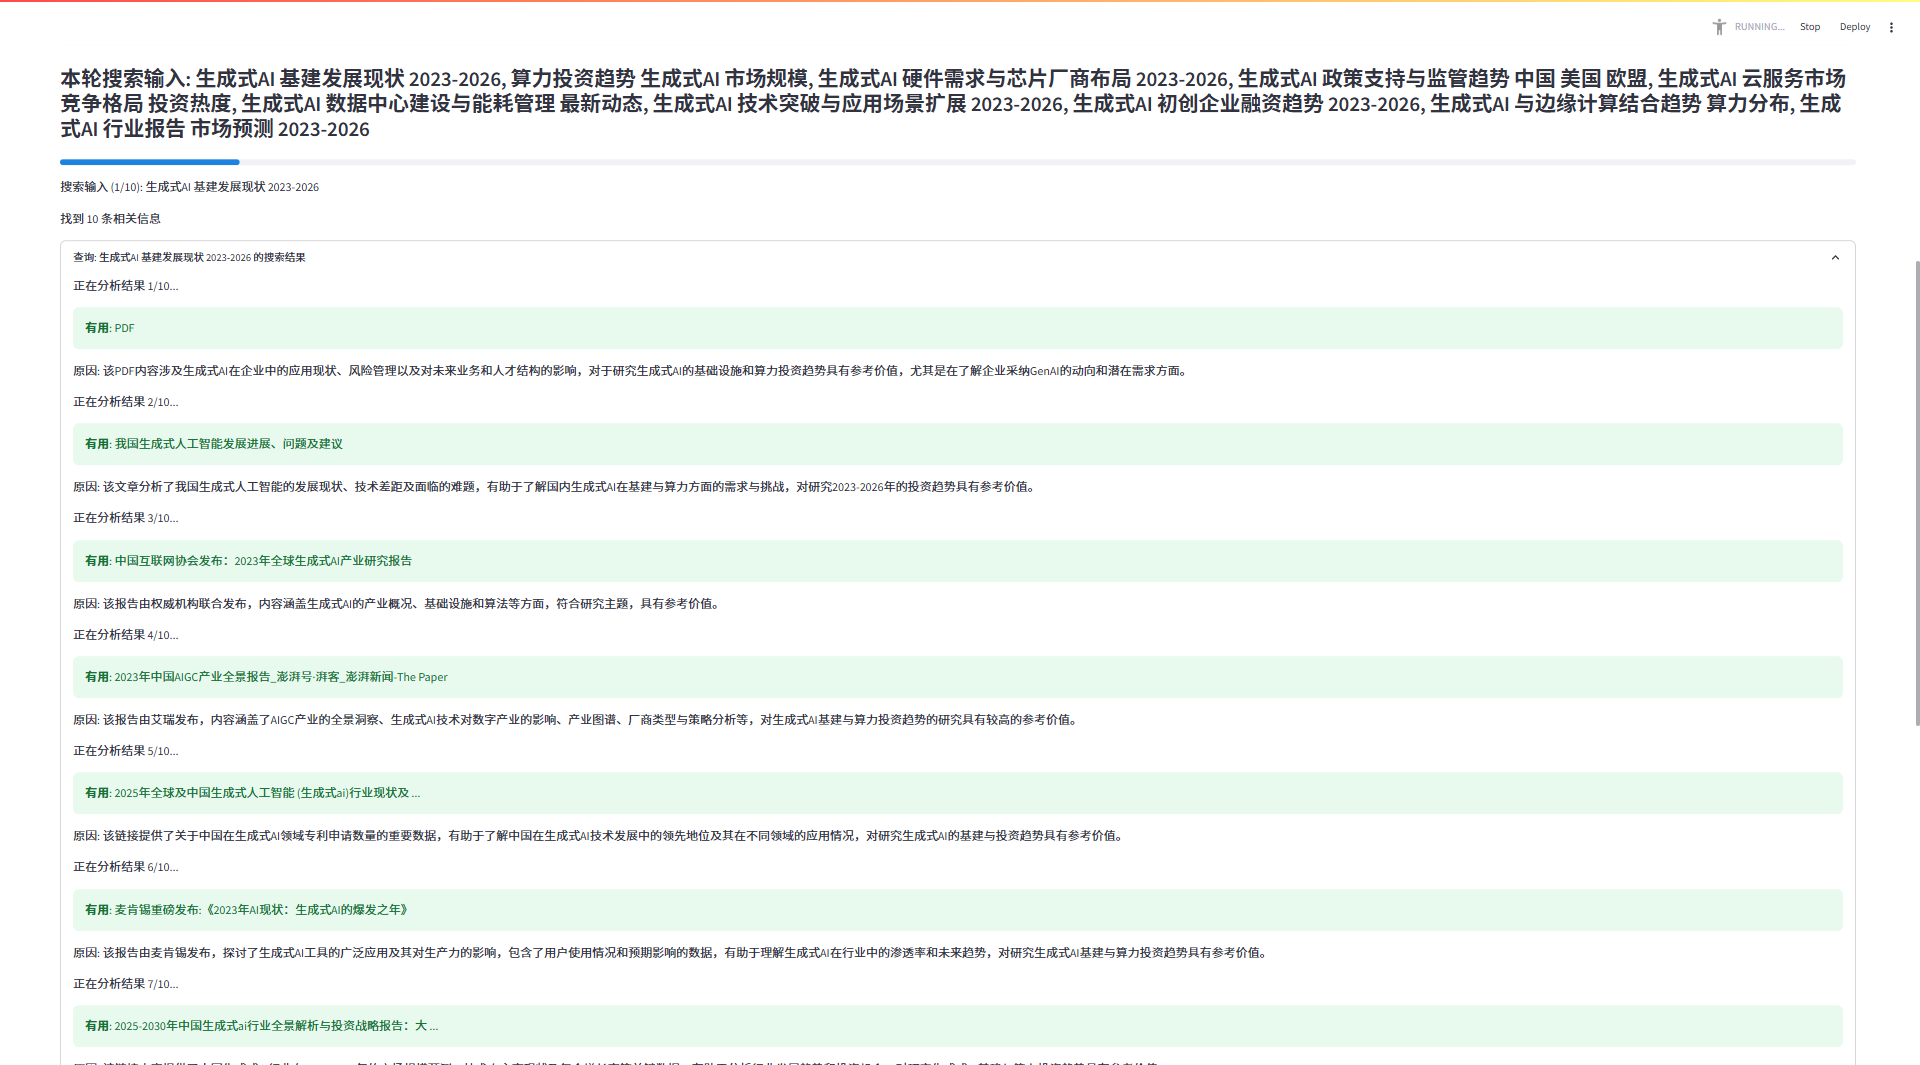 RUNNING...
Stop
Deploy
本轮搜索输入: 生成式AI 基建发展现状 2023-2026, 算力投资趋势 生成式AI 市场规模, 生成式AI 硬件需求与芯片厂商布局 2023-2026, 生成式AI 政策支持与监管趋势 中国 美国 欧盟, 生成式AI 云服务市场
竞争格局 投资热度, 生成式AI 数据中心建设与能耗管理 最新动态, 生成式AI 技术突破与应用场景扩展 2023-2026, 生成式AI 初创企业融资趋势 2023-2026, 生成式AI 与边缘计算结合趋势 算力分布, 生成
式AI 行业报告 市场预测 2023-2026
搜索输入 (1/10): 生成式AI 基建发展现状 2023-2026
找到 10 条相关信息
查询: 生成式AI 基建发展现状 2023-2026 的搜索结果
正在分析结果 1/10...
有用: PDF
原因: 该PDF内容涉及生成式AI在企业中的应用现状、风险管理以及对未来业务和人才结构的影响，对于研究生成式AI的基础设施和算力投资趋势具有参考价值，尤其是在了解企业采纳GenAI的动向和潜在需求方面。
正在分析结果 2/10...
有用: 我国生成式人工智能发展进展、问题及建议
原因: 该文章分析了我国生成式人工智能的发展现状、技术差距及面临的难题，有助于了解国内生成式AI在基建与算力方面的需求与挑战，对研究2023-2026年的投资趋势具有参考价值。
正在分析结果 3/10...
有用: 中国互联网协会发布：2023年全球生成式AI产业研究报告
原因: 该报告由权威机构联合发布，内容涵盖生成式AI的产业概况、基础设施和算法等方面，符合研究主题，具有参考价值。
正在分析结果 4/10...
有用: 2023年中国AIGC产业全景报告_澎湃号·湃客_澎湃新闻-The Paper
原因: 该报告由艾瑞发布，内容涵盖了AIGC产业的全景洞察、生成式AI技术对数字产业的影响、产业图谱、厂商类型与策略分析等，对生成式AI基建与算力投资趋势的研究具有较高的参考价值。
正在分析结果 5/10...
有用: 2025年全球及中国生成式人工智能 (生成式ai)行业现状及 ...
原因: 该链接提供了关于中国在生成式AI领域专利申请数量的重要数据，有助于了解中国在生成式AI技术发展中的领先地位及其在不同领域的应用情况，对研究生成式AI的基建与投资趋势具有参考价值。
正在分析结果 6/10...
有用: 麦肯锡重磅发布:《2023年AI现状：生成式AI的爆发之年》
原因: 该报告由麦肯锡发布，探讨了生成式AI工具的广泛应用及其对生产力的影响，包含了用户使用情况和预期影响的数据，有助于理解生成式AI在行业中的渗透率和未来趋势，对研究生成式AI基建与算力投资趋势具有参考价值。
正在分析结果 7/10...
有用: 2025-2030年中国生成式ai行业全景解析与投资战略报告：大 ...